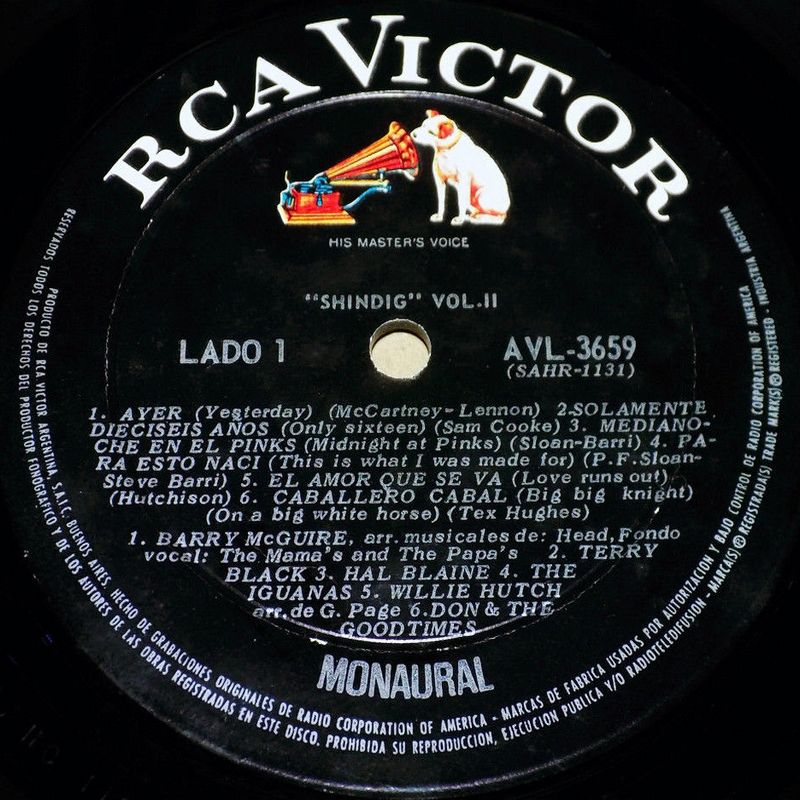 RCA VICTOR
HIS MASTER'S VOICE
"SHINDIG" VOL.II
LADO 1
AVL-3659
(SAHR-1131)
1. AYER (Yesterday) (McCartney-Lennon) 2-SOLAMENTE
DIECISEIS AÑOS (Only sixteen) (Sam Cooke) 3. MEDIANO-
CHE EN EL PINKS (Midnight at Pinks) (Sloan-Barri) 4. PA-
RA ESTO NACI (This is what I was made for) (P.F.Sloan-
Steve Barri) 5. EL AMOR QUE SE VA (Love runs out)
(Hutchison) 6. CABALLERO CABAL (Big big knight)
(On a big white horse) (Tex Hughes)
1. BARRY McGUIRE, arr. musicales de: Head, Fondo
vocal: The Mama's and The Papa's 2. TERRY
BLACK 3. HAL BLAINE 4. THE
IGUANAS 5. WILLIE HUTCH
arr. de G. Page 6. DON & THE
GOODTIMES
MONAURAL
PRODUCTO DE RCA VICTOR ARGENTINA, S.A.I.C. BUENOS AIRES. HECHO DE GRABACIONES ORIGINALES DE RADIO CORPORATION OF AMERICA - MARCAS DE FABRICA USADAS POR AUTORIZACION Y BAJO CONTROL DE RADIO CORPORATION OF AMERICA
RESERVADOS TODOS LOS DERECHOS DEL PRODUCTOR FONOGRAFICO Y DE LOS AUTORES DE LAS OBRAS REGISTRADAS EN ESTE DISCO. PROHIBIDA SU REPRODUCCION, EJECUCION PUBLICA Y/O RADIOTELEDIFUSION - MARCA(S) ® REGISTRADA(S) TRADE MARK(S) ® REGISTERED - INDUSTRIA ARGENTINA